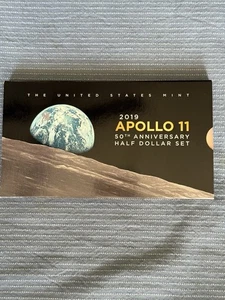 THE UNITED STATES MINT
2019
APOLLO 11
50TH ANNIVERSARY
HALF DOLLAR SET